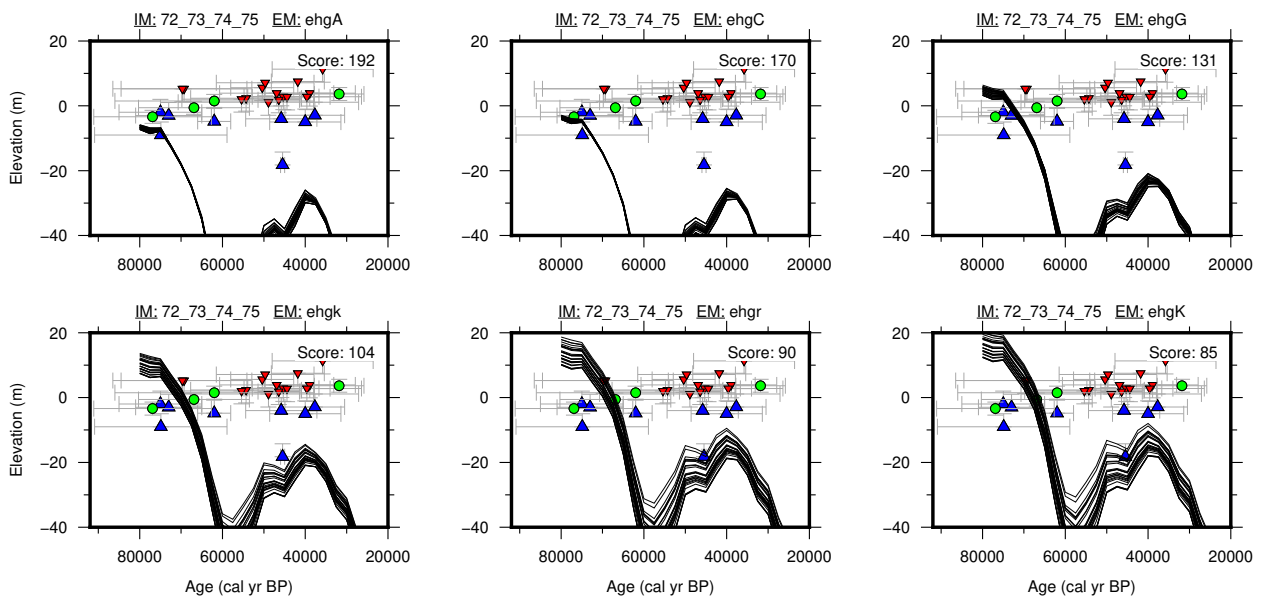 IM: 72_73_74_75 EM: ehgA
IM: 72_73_74_75 EM: ehgC
IM: 72_73_74_75 EM: ehgG
20
0
−20
−40
Elevation (m)
Score: 192
80000 60000 40000 20000
20
0
−20
−40
Score: 170
80000 60000 40000 20000
20
0
−20
−40
Score: 131
80000 60000 40000 20000
IM: 72_73_74_75 EM: ehgk
IM: 72_73_74_75 EM: ehgr
IM: 72_73_74_75 EM: ehgK
20
0
−20
−40
Elevation (m)
Score: 104
80000 60000 40000 20000
Age (cal yr BP)
20
0
−20
−40
Score: 90
80000 60000 40000 20000
Age (cal yr BP)
20
0
−20
−40
Score: 85
80000 60000 40000 20000
Age (cal yr BP)